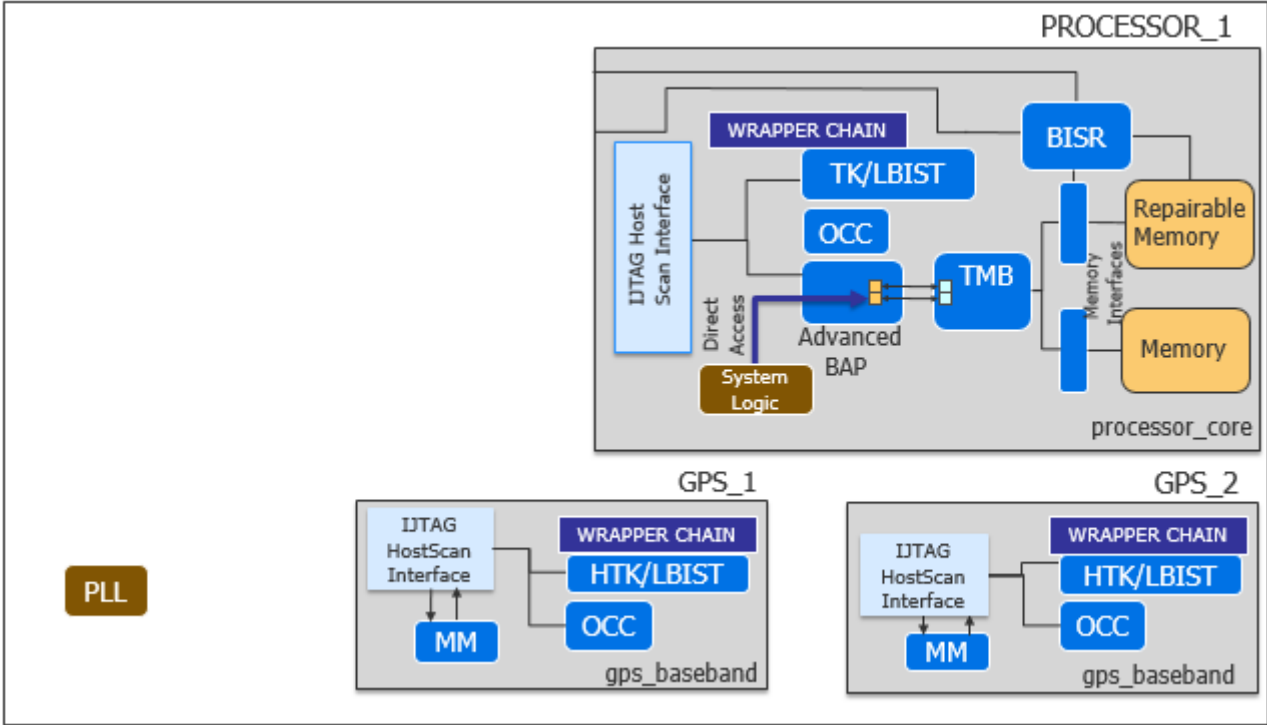 PROCESSOR_1
WRAPPER CHAIN
BISR
TK/LBIST
IJTAG Host
Scan Interface
OCC
Repairable
Memory
TMB
Memory
Interfaces
Direct
Access
Advanced
BAP
Memory
System
Logic
processor_core
GPS_1
IJTAG
HostScan
Interface
WRAPPER CHAIN
HTK/LBIST
OCC
MM
gps_baseband
GPS_2
IJTAG
HostScan
Interface
WRAPPER CHAIN
HTK/LBIST
OCC
MM
gps_baseband
PLL